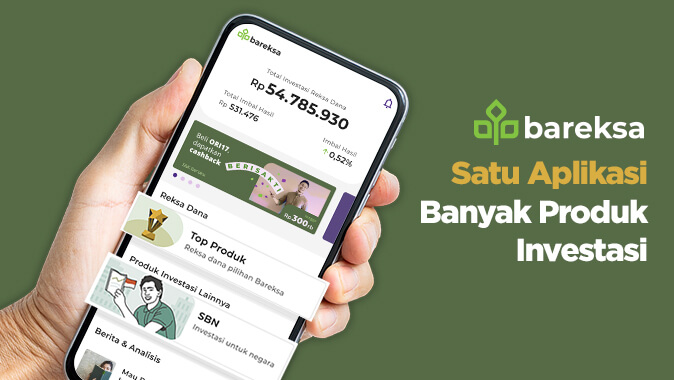 bareksa
Total Investasi Reksa Dana
Rp 54.785.930
Total Imbal Hasil
Rp 531.476
Imbal Hasil
0,52%
Beli ORI17
dapatkan
cashback
BERISAKTI
Rp 300rb
Reksa Dana
Top Produk
Reksa dana pilihan Bareksa
Produk Investasi Lainnya
SBN
Investasi untuk negara
Berita & Analisis
Mau
bareksa
Satu Aplikasi
Banyak Produk
Investasi